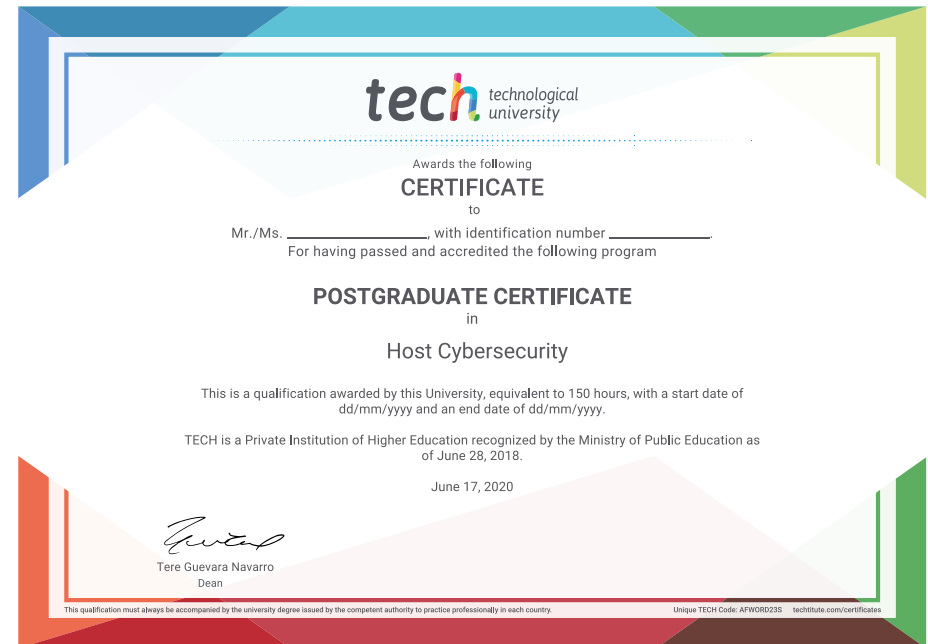 tech technological
university
Awards the following
CERTIFICATE
to
Mr./Ms. ____________________, with identification number ______________.
For having passed and accredited the following program
POSTGRADUATE CERTIFICATE
in
Host Cybersecurity
This is a qualification awarded by this University, equivalent to 150 hours, with a start date of
dd/mm/yyyy and an end date of dd/mm/yyyy.
TECH is a Private Institution of Higher Education recognized by the Ministry of Public Education as
of June 28, 2018.
June 17, 2020
Tere Guevara Navarro
Dean
This qualification must always be accompanied by the university degree issued by the competent authority to practice professionally in each country.
Unique TECH Code: AFWORD23S techtitute.com/certificates